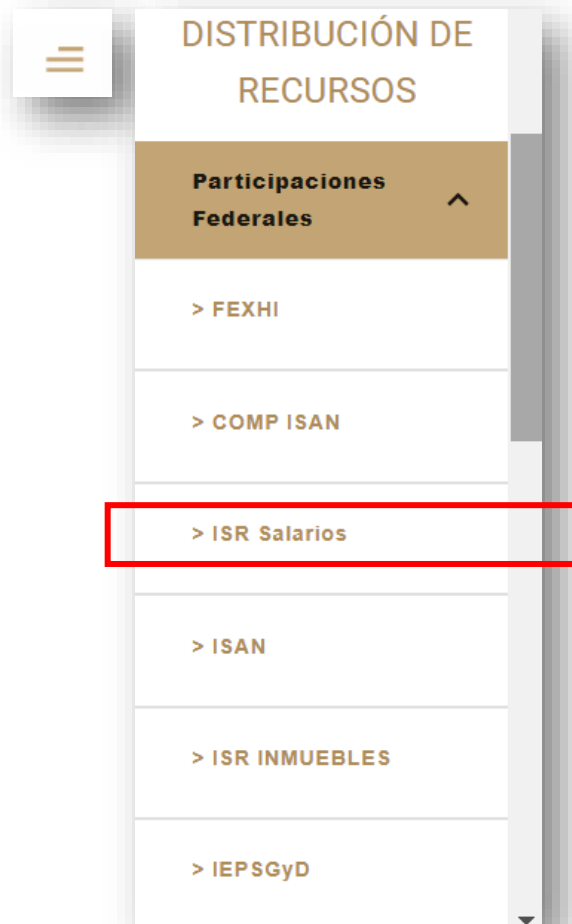 DISTRIBUCIÓN DE
RECURSOS
Participaciones
Federales
> FEXHI
> COMP ISAN
> ISR Salarios
> ISAN
> ISR INMUEBLES
> IEPSGyD